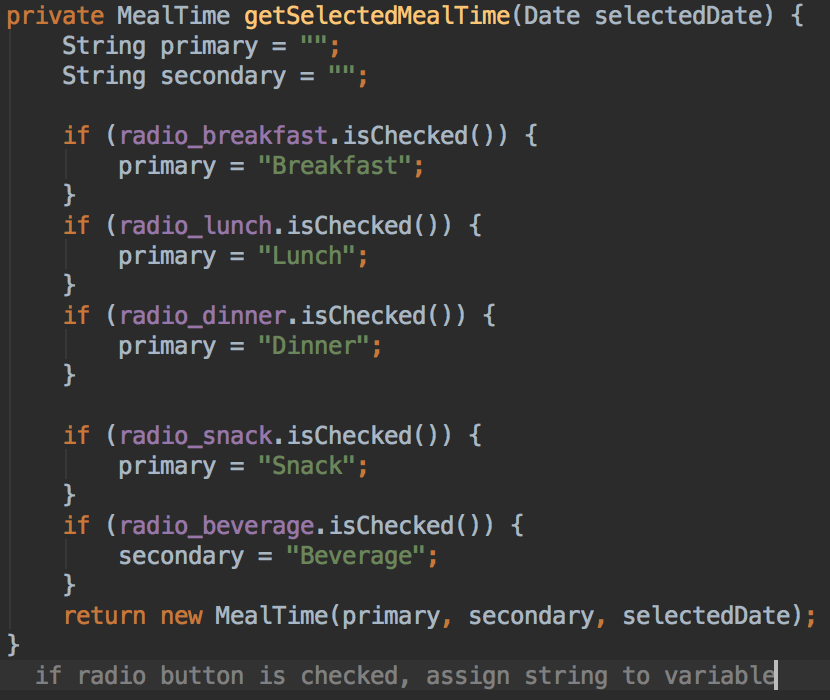 private MealTime getSelectedMealTime(Date selectedDate) {
    String primary = "";
    String secondary = "";

    if (radio_breakfast.isChecked()) {
        primary = "Breakfast";
    }
    if (radio_lunch.isChecked()) {
        primary = "Lunch";
    }
    if (radio_dinner.isChecked()) {
        primary = "Dinner";
    }

    if (radio_snack.isChecked()) {
        primary = "Snack";
    }
    if (radio_beverage.isChecked()) {
        secondary = "Beverage";
    }
    return new MealTime(primary, secondary, selectedDate);
}
  if radio button is checked, assign string to variable